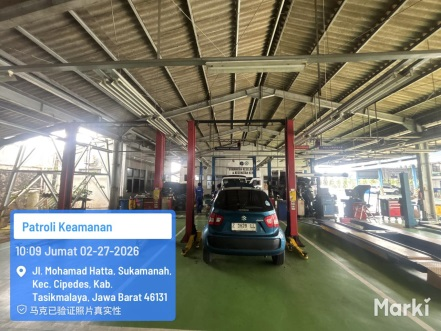 Patroli Keamanan
10:09 Jumat 02-27-2026
Jl. Mohamad Hatta, Sukamanah,
Kec. Cipedes, Kab.
Tasikmalaya, Jawa Barat 46131
马克已验证照片真实性
Marki
Marki